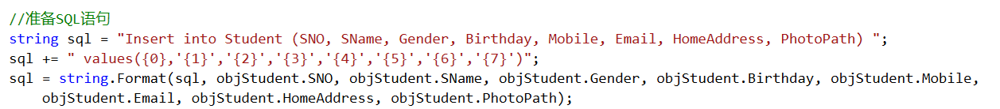 //准备SQL语句
string sql = "Insert into Student (SNO, SName, Gender, Birthday, Mobile, Email, HomeAddress, PhotoPath) ";
sql += " values({0},'{1}','{2}','{3}','{4}','{5}','{6}','{7}')";
sql = string.Format(sql, objStudent.SNO, objStudent.SName, objStudent.Gender, objStudent.Birthday, objStudent.Mobile,
objStudent.Email, objStudent.HomeAddress, objStudent.PhotoPath);